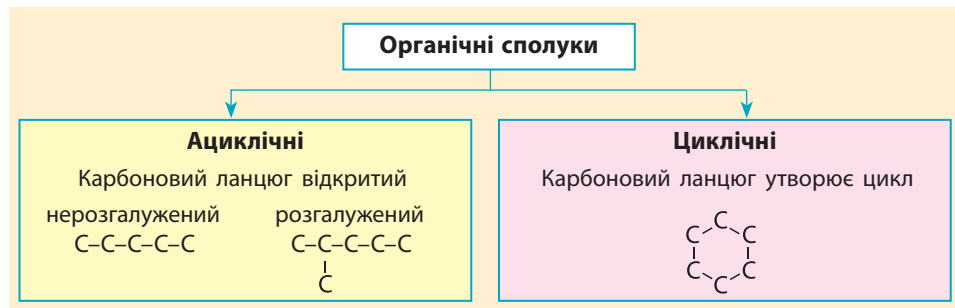 Органічні сполуки
Ациклічні
Карбоновий ланцюг відкритий
нерозгалужений розгалужений
C–C–C–C–C C–C–C–C–C
C
Циклічні
Карбоновий ланцюг утворює цикл
C
C C
C C
C